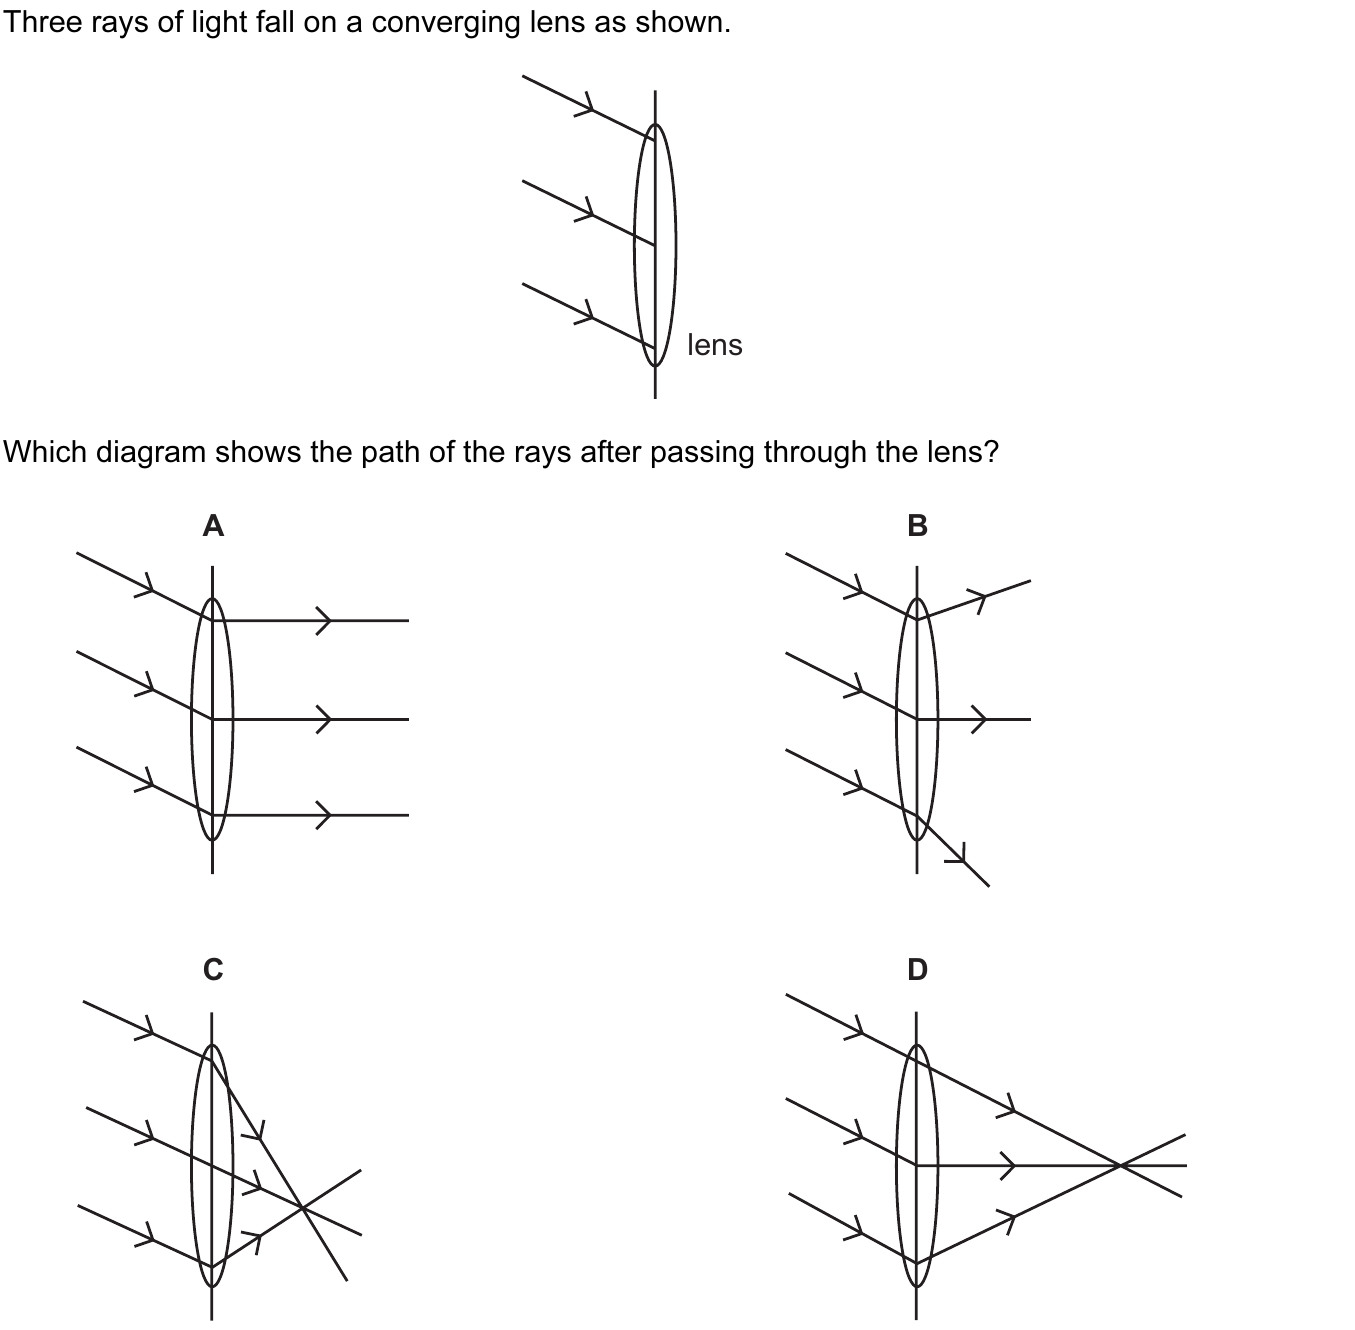 Three rays of light fall on a converging lens as shown.
lens
Which diagram shows the path of the rays after passing through the lens?
A
B
C
D